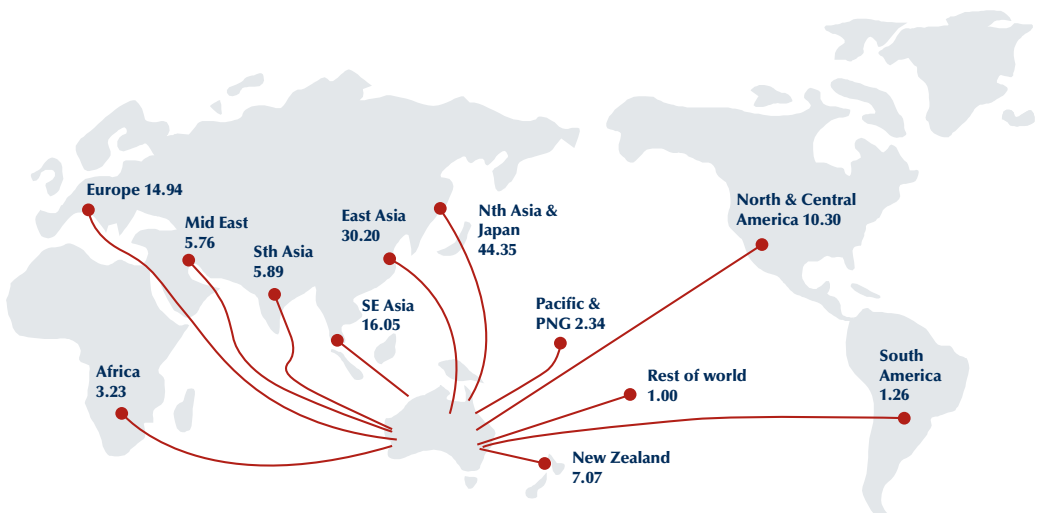 Europe 14.94
Mid East
5.76
Sth Asia
5.89
East Asia
30.20
Nth Asia &
Japan
44.35
North & Central
America 10.30
SE Asia
16.05
Pacific &
PNG 2.34
Africa
3.23
Rest of world
1.00
South
America
1.26
New Zealand
7.07